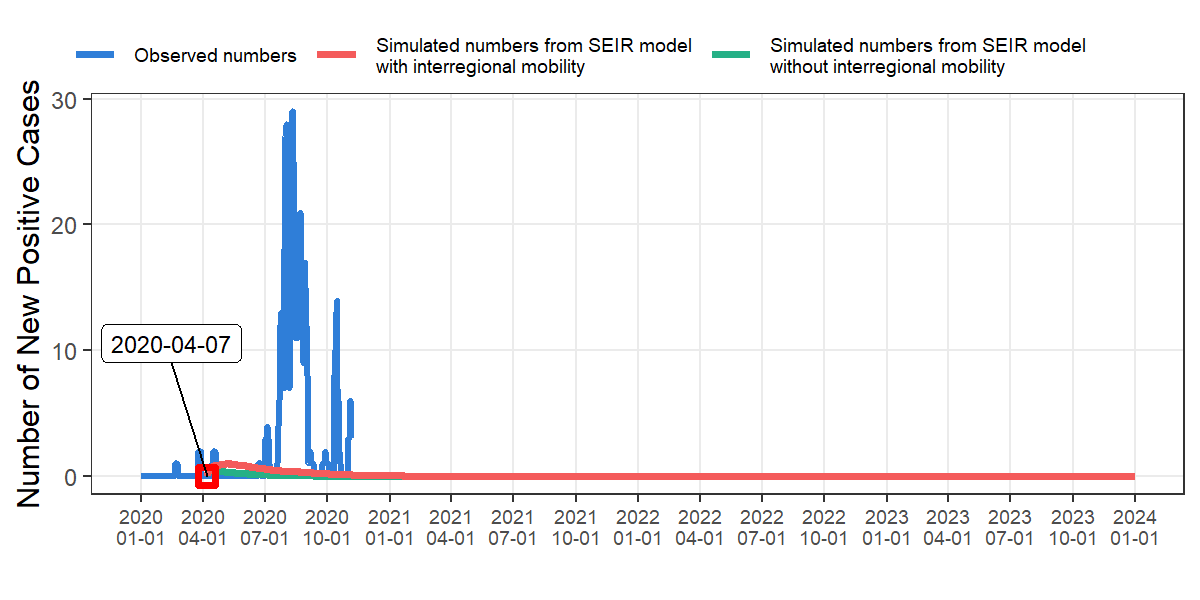 Observed numbers
Simulated numbers from SEIR model
with interregional mobility
Simulated numbers from SEIR model
without interregional mobility
Number of New Positive Cases
30
20
10
0
2020-04-07
2020 2020 2020 2020 2021 2021 2021 2021 2022 2022 2022 2022 2023 2023 2023 2023 2024
01-01 04-01 07-01 10-01 01-01 04-01 07-01 10-01 01-01 04-01 07-01 10-01 01-01 04-01 07-01 10-01 01-01